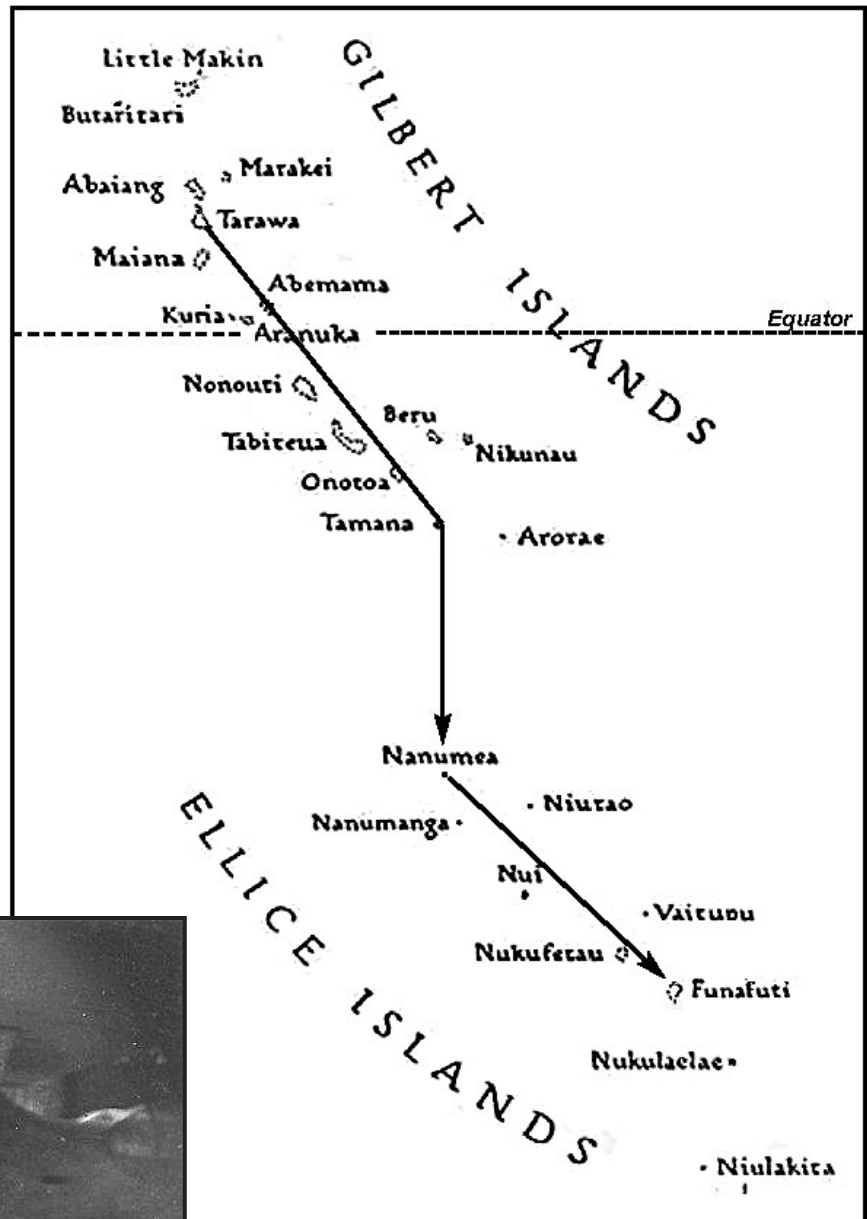 Little Makin
Butaritari
GILBERT ISLANDS
Marakei
Abaiang
Tarawa
Maiana
Abemama
Kuria
Aranuka
Equator
Nonouti
Beru
Tabiteua
Nikunau
Onotoa
Tamana
Arorae
Nanumea
Niutao
Nanumanga
ELLICE ISLANDS
Nui
Vaitupu
Nukufetau
Funafuti
Nukulaelae
Niulakita